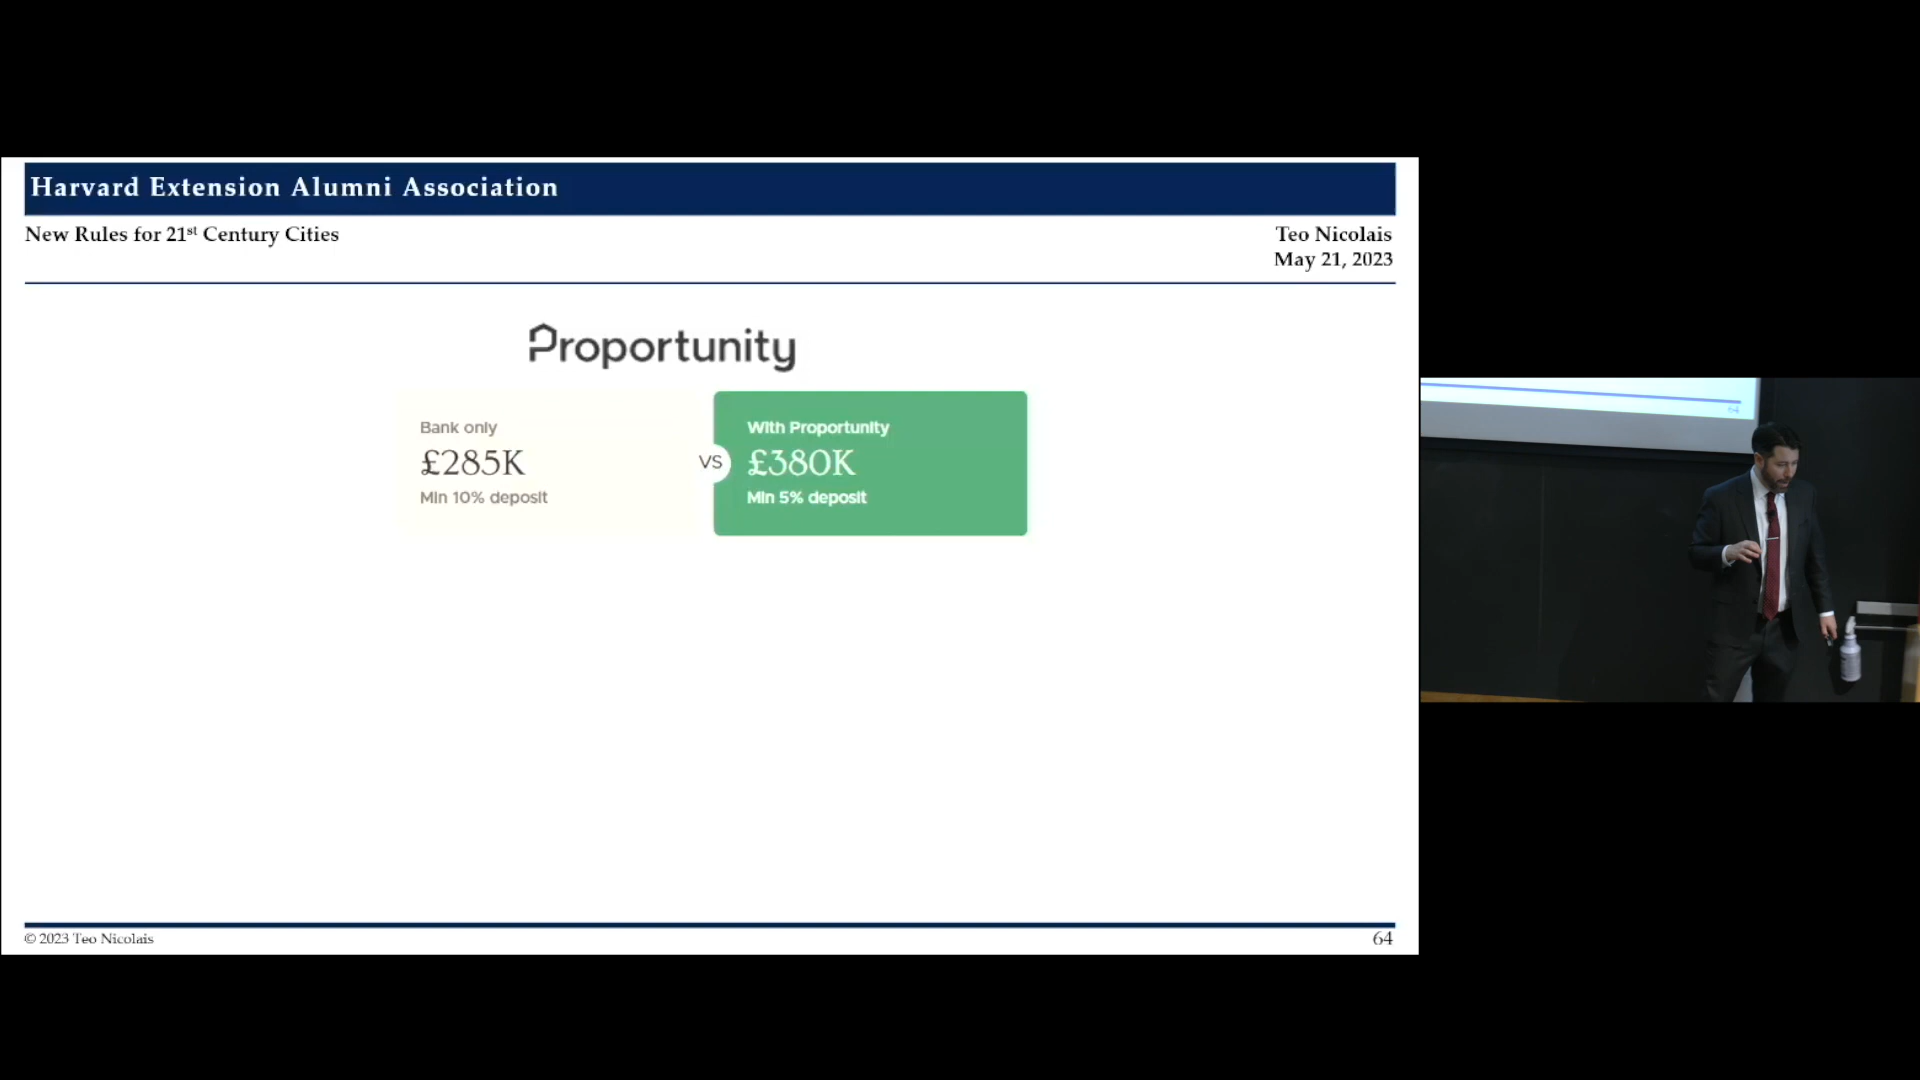 Harvard Extension Alumni Association
New Rules for 21st Century Cities
Teo Nicolais
May 21, 2023
Proportunity
Bank only
£285K
Min 10% deposit
VS
With Proportunity
£380K
Min 5% deposit
© 2023 Teo Nicolais
64
64